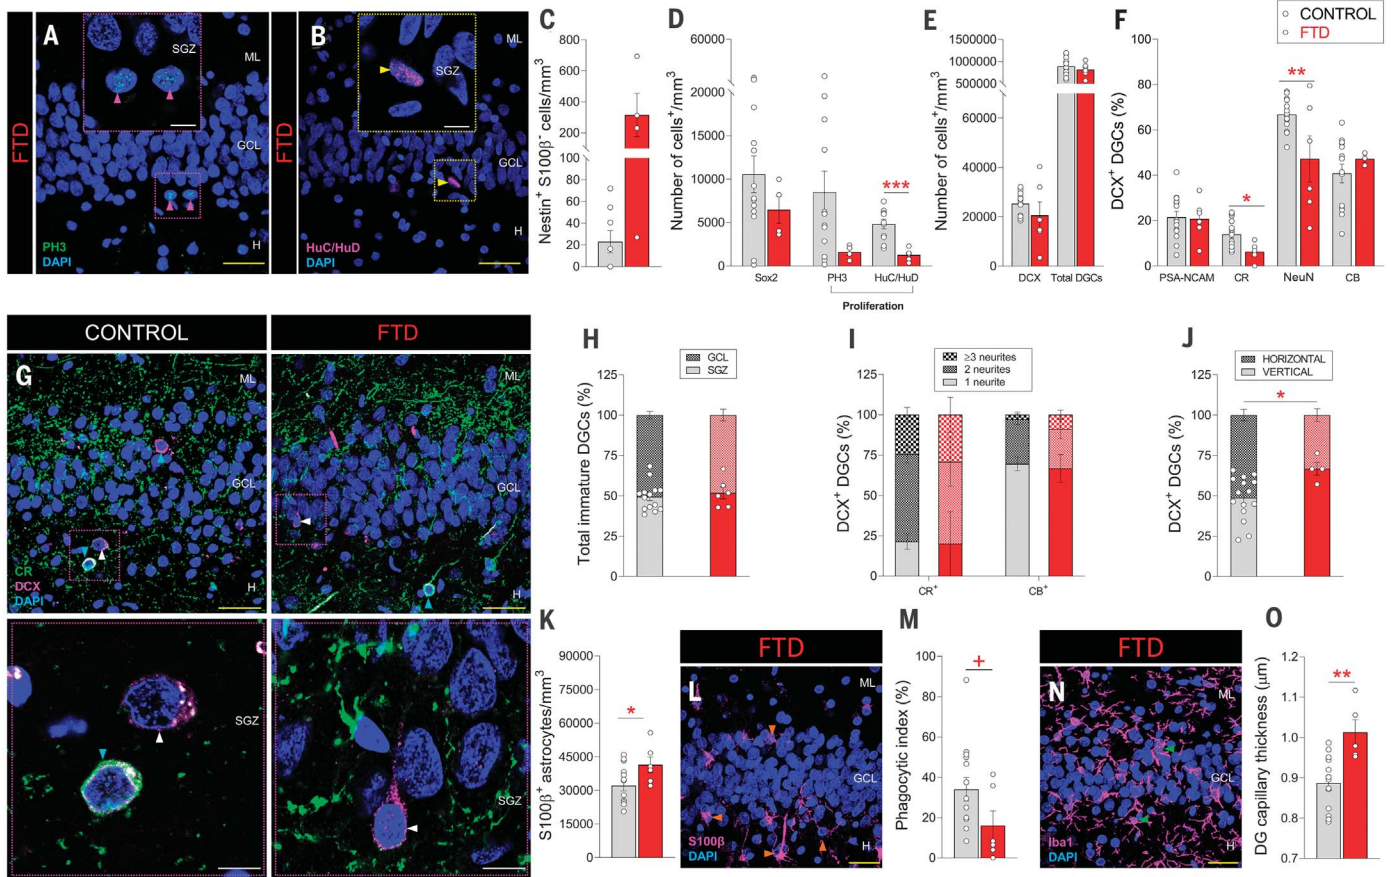 A
SGZ
ML
GCL
H
PH3
DAPI
FTD
B
SGZ
ML
GCL
H
HuC/HuD
DAPI
FTD
C
Nestin⁺ S100β⁻ cells/mm³
800
600
400
200
100
80
60
40
20
0
D
Number of cells⁺/mm³
60000
20000
15000
10000
5000
0
***
Sox2
PH3
HuC/HuD
Proliferation
E
Number of cells⁺/mm³
1500000
1000000
500000
60000
40000
20000
0
DCX
Total DGCs
F
CONTROL
FTD
DCX⁺ DGCs (%)
100
80
60
40
20
0
*
**
PSA-NCAM
CR
NeuN
CB
CONTROL
FTD
G
ML
GCL
H
CR
DCX
DAPI
ML
GCL
H
SGZ
SGZ
H
GCL
SGZ
Total immature DGCs (%)
125
100
75
50
25
0
I
≥3 neurites
2 neurites
1 neurite
DCX⁺ DGCs (%)
125
100
75
50
25
0
CR⁺
CB⁺
J
HORIZONTAL
VERTICAL
DCX⁺ DGCs (%)
125
100
75
50
25
0
*
K
S100β⁺ astrocytes/mm³
90000
75000
60000
45000
30000
15000
0
*
FTD
L
ML
GCL
H
S100β
DAPI
M
Phagocytic index (%)
100
80
60
40
20
0
+
FTD
N
ML
GCL
H
Iba1
DAPI
O
DG capillary thickness (µm)
1.2
1.1
1.0
0.9
0.8
0.7
**